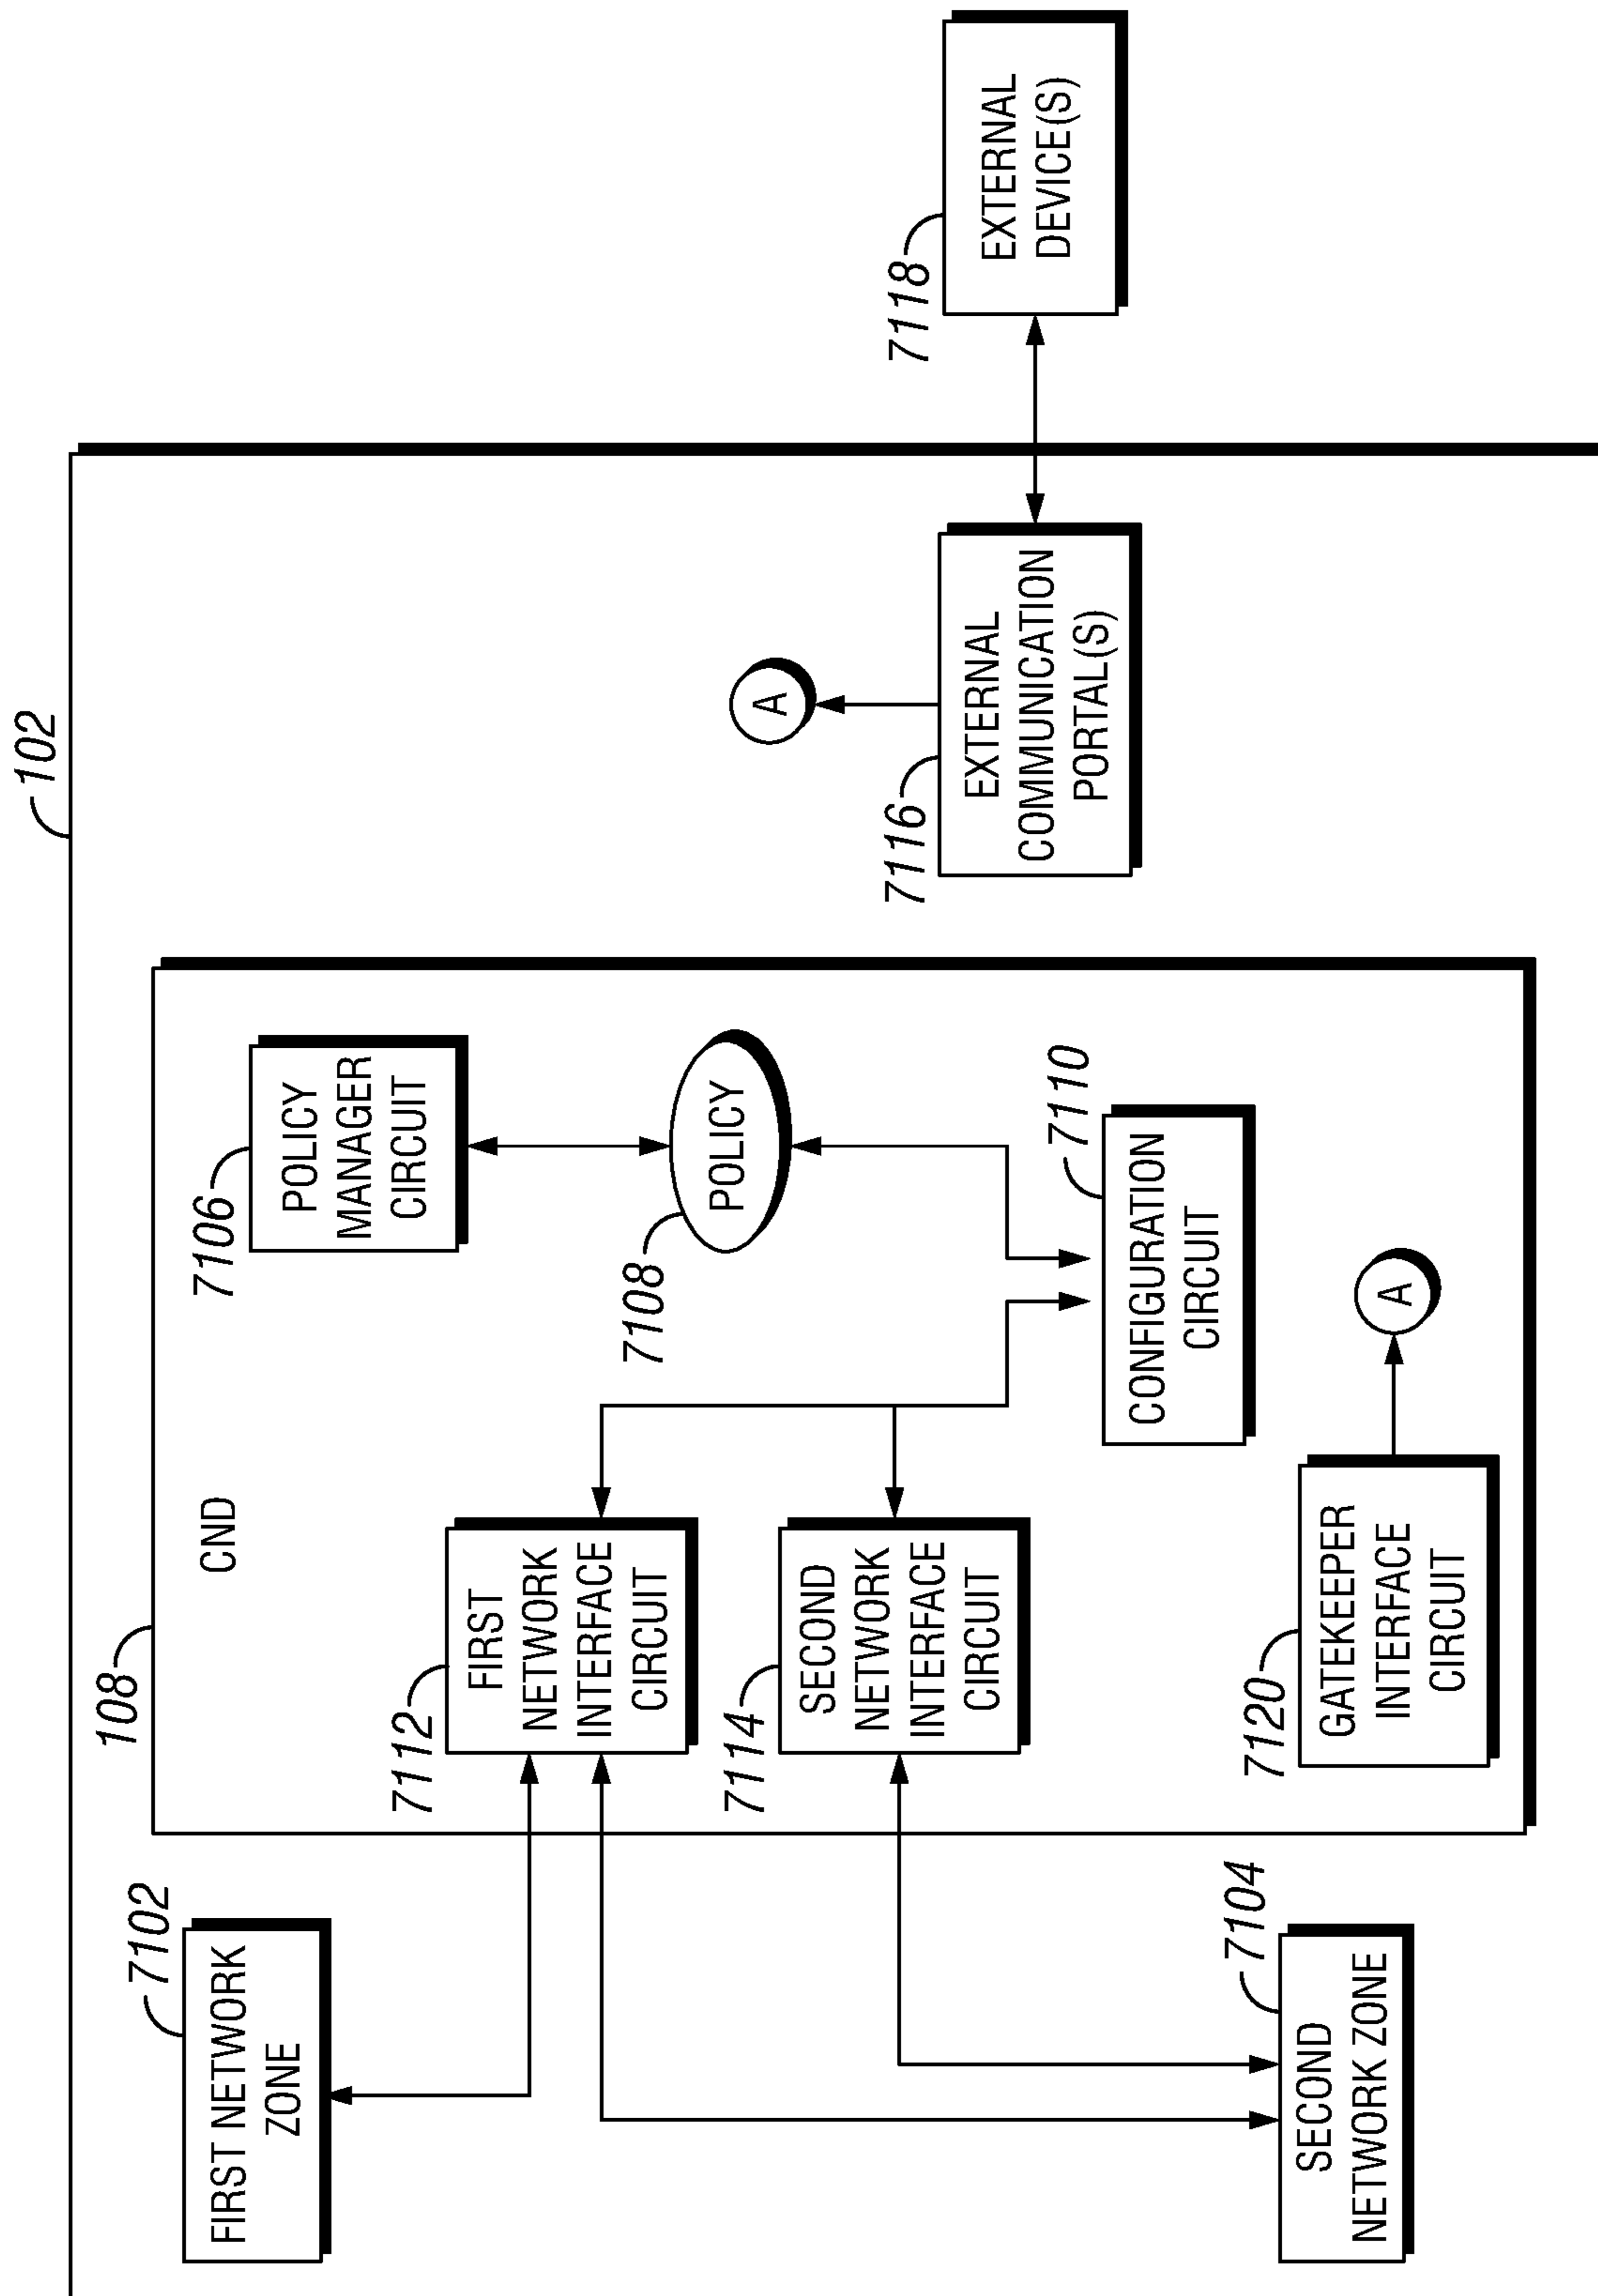 102
108
CND
7102
FIRST NETWORK
ZONE
7106
POLICY
MANAGER
CIRCUIT
7112
FIRST
NETWORK
INTERFACE
CIRCUIT
7108
POLICY
A
7118
EXTERNAL
DEVICE(S)
7116
EXTERNAL
COMMUNICATION
PORTAL(S)
7114
SECOND
NETWORK
INTERFACE
CIRCUIT
7110
CONFIGURATION
CIRCUIT
7104
SECOND
NETWORK ZONE
7120
GATEKEEPER
INTERFACE
CIRCUIT
A